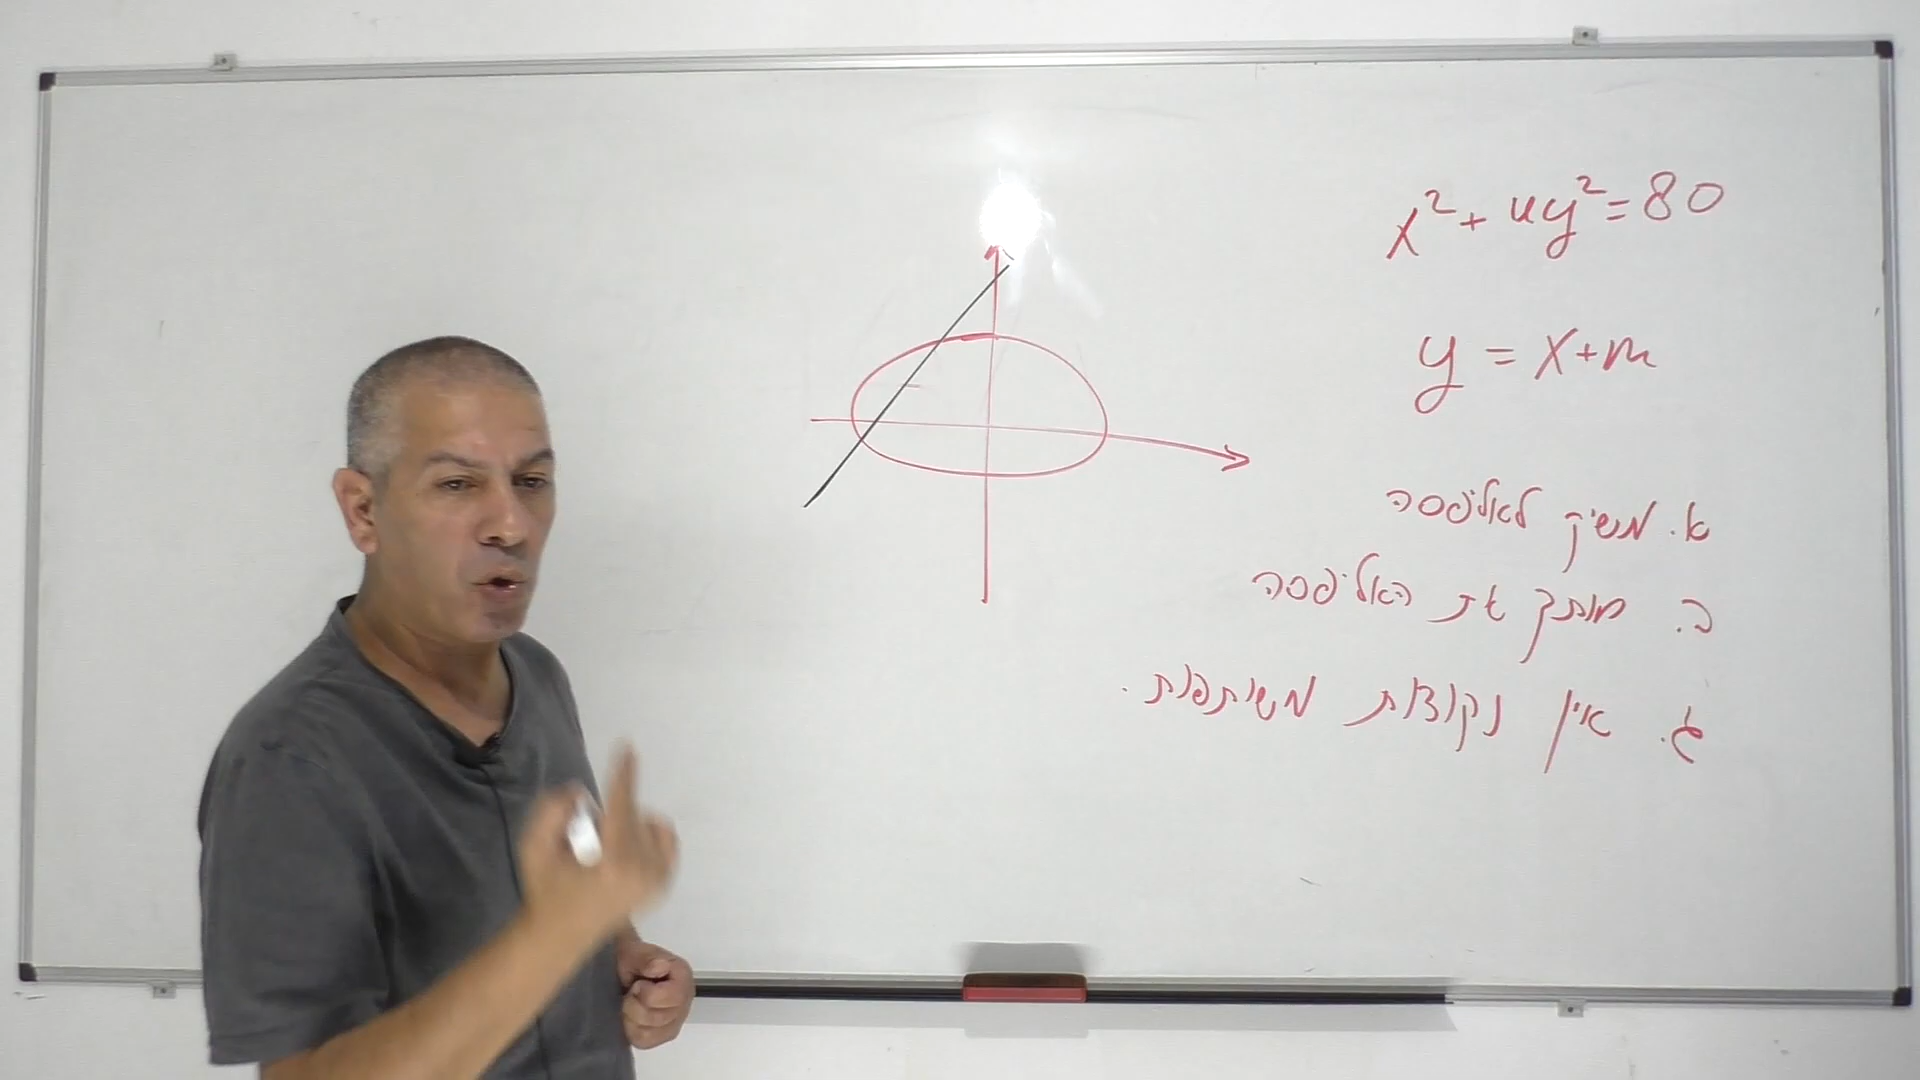 x² + 4y² = 80
y = x + m
א. משיק לאליפסה
ב. חותך את האליפסה
ג. אין נקודות משותפות.